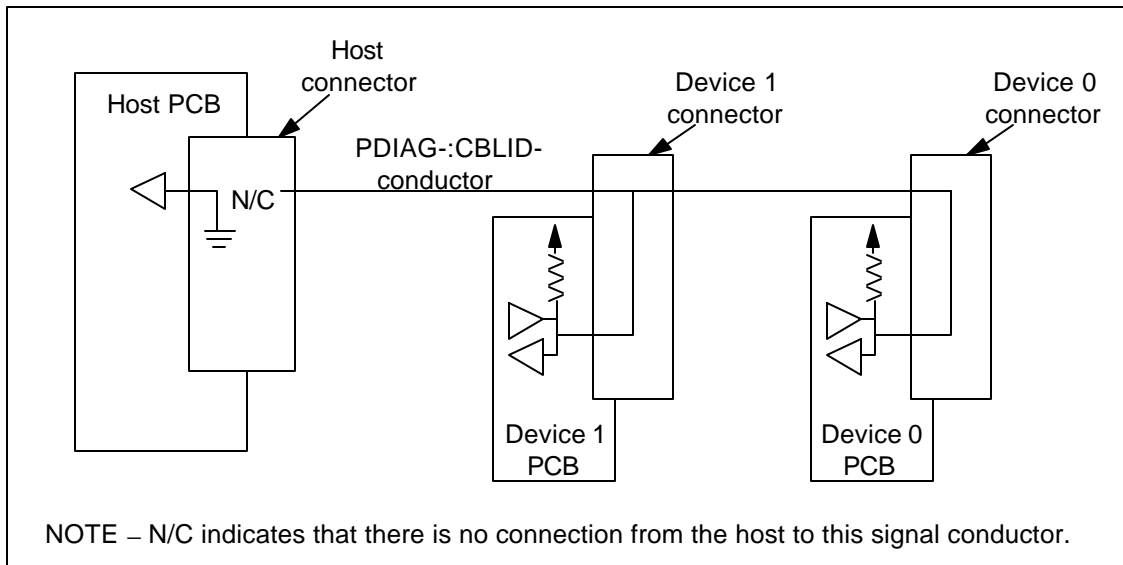 Host
connector
Host PCB
Device 1
connector
Device 0
connector
PDIAG-:CBLID-
conductor
N/C
Device 1
PCB
Device 0
PCB
NOTE – N/C indicates that there is no connection from the host to this signal conductor.